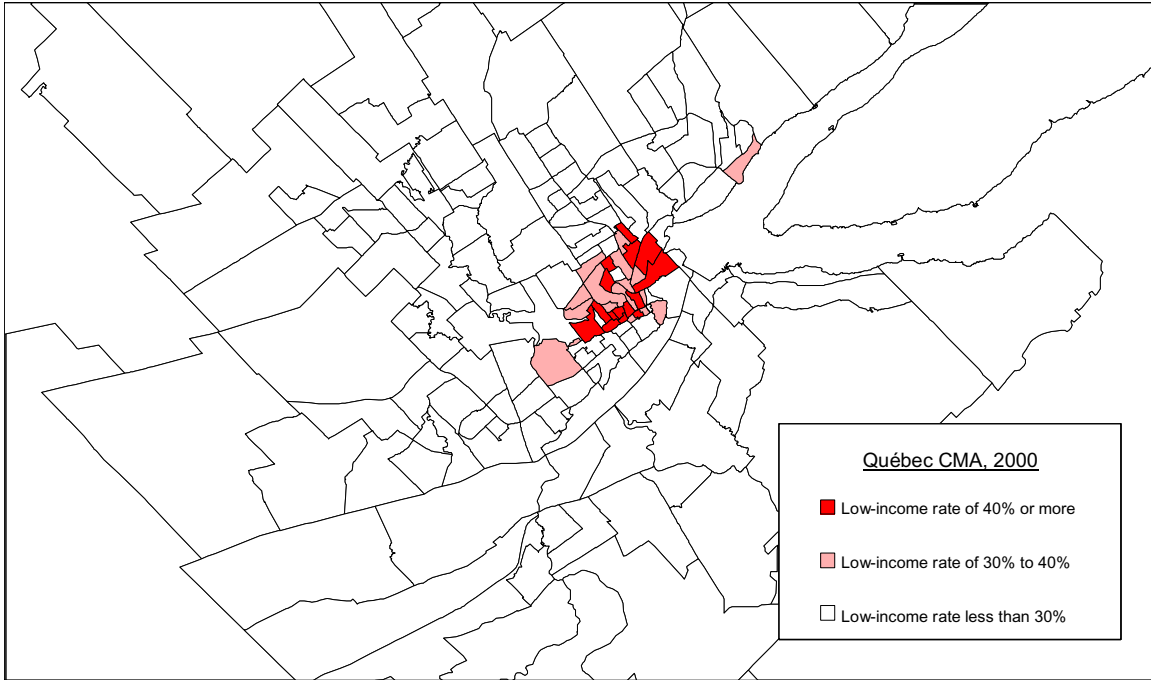 Québec CMA, 2000
Low-income rate of 40% or more
Low-income rate of 30% to 40%
Low-income rate less than 30%